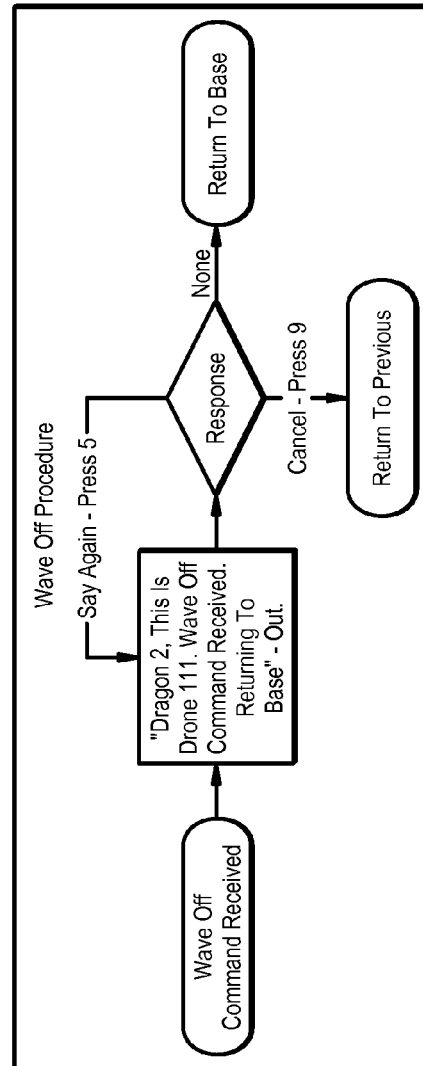 Wave Off Procedure
Say Again - Press 5
Wave Off
Command Received
"Dragon 2, This Is
Drone 111. Wave Off
Command Received.
Returning To
Base" - Out.
Response
None
Return To Base
Cancel - Press 9
Return To Previous